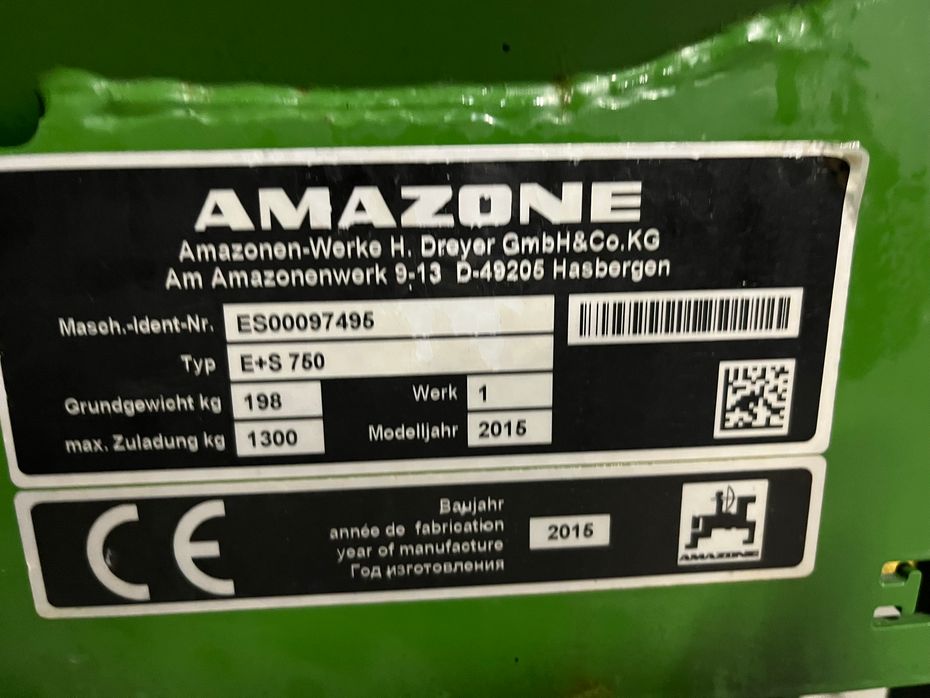 AMAZONE
Amazonen-Werke H. Dreyer GmbH&Co.KG
Am Amazonenwerk 9-13 D-49205 Hasbergen
Masch.-Ident-Nr. ES00097495
Typ E+S 750
Grundgewicht kg 198 Werk 1
max. Zuladung kg 1300 Modelljahr 2015
CE
Baujahr
année de fabrication
year of manufacture
Год изготовления
2015
AMAZONE